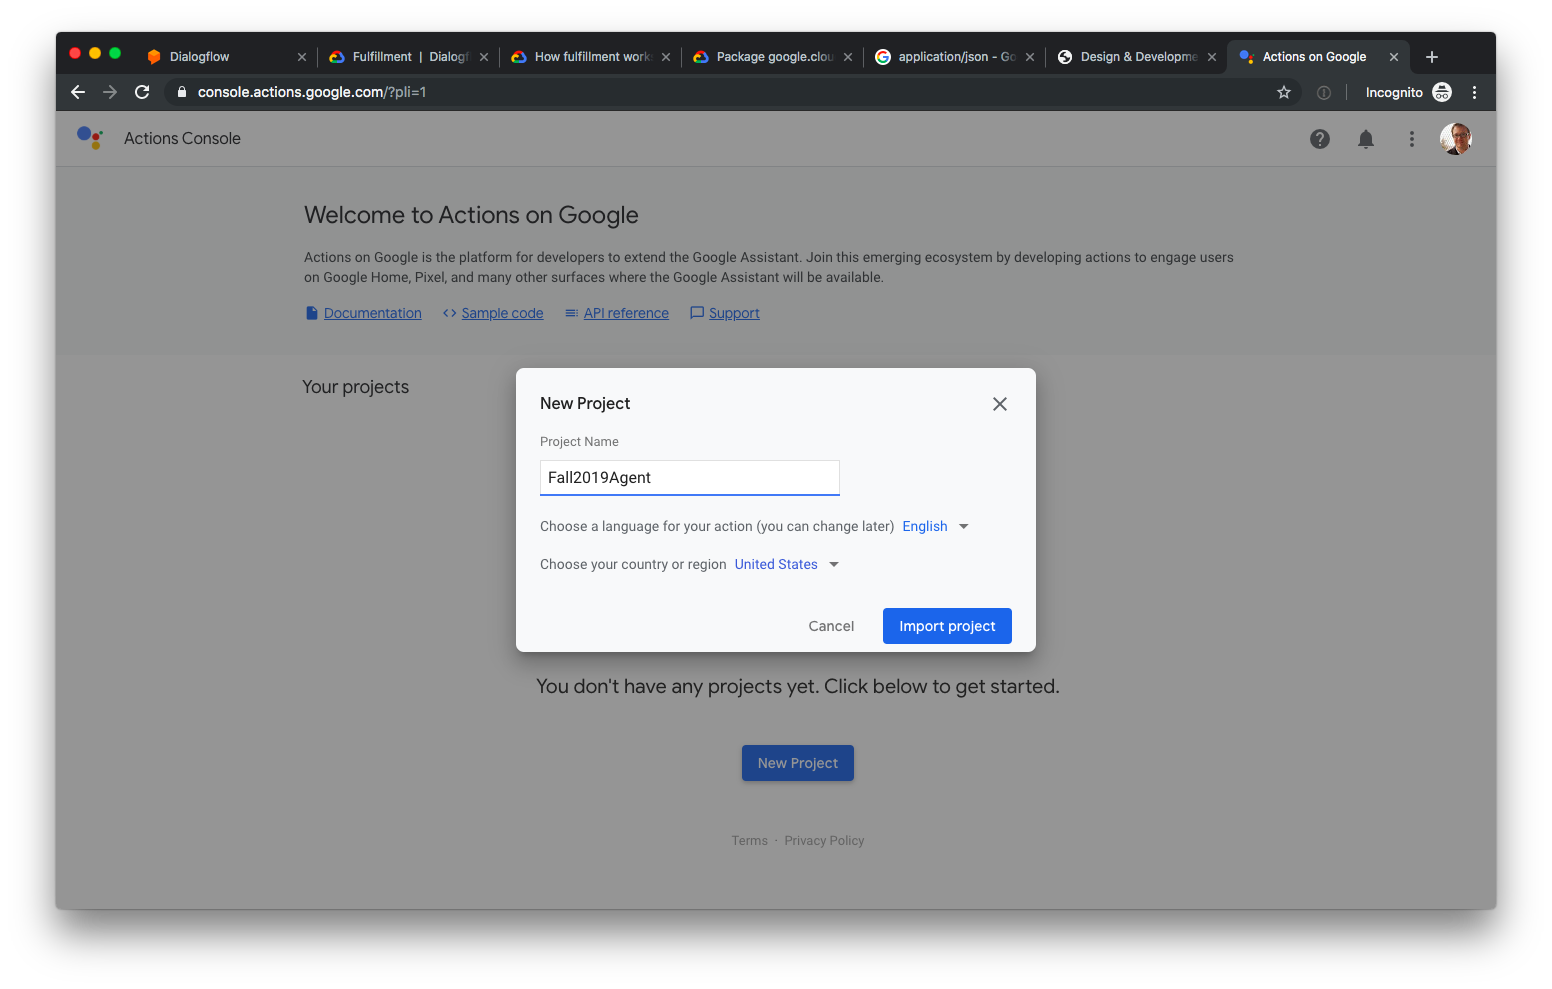 Dialogflow
Fulfillment | Dialogf
How fulfillment work
Package google.clou
application/json - Go
Design & Developme
Actions on Google
console.actions.google.com/?pli=1
Incognito
Actions Console
Welcome to Actions on Google
Actions on Google is the platform for developers to extend the Google Assistant. Join this emerging ecosystem by developing actions to engage users
on Google Home, Pixel, and many other surfaces where the Google Assistant will be available.
Documentation
Sample code
API reference
Support
Your projects
New Project
Project Name
Fall2019Agent
Choose a language for your action (you can change later) English
Choose your country or region United States
Cancel
Import project
You don't have any projects yet. Click below to get started.
New Project
Terms · Privacy Policy